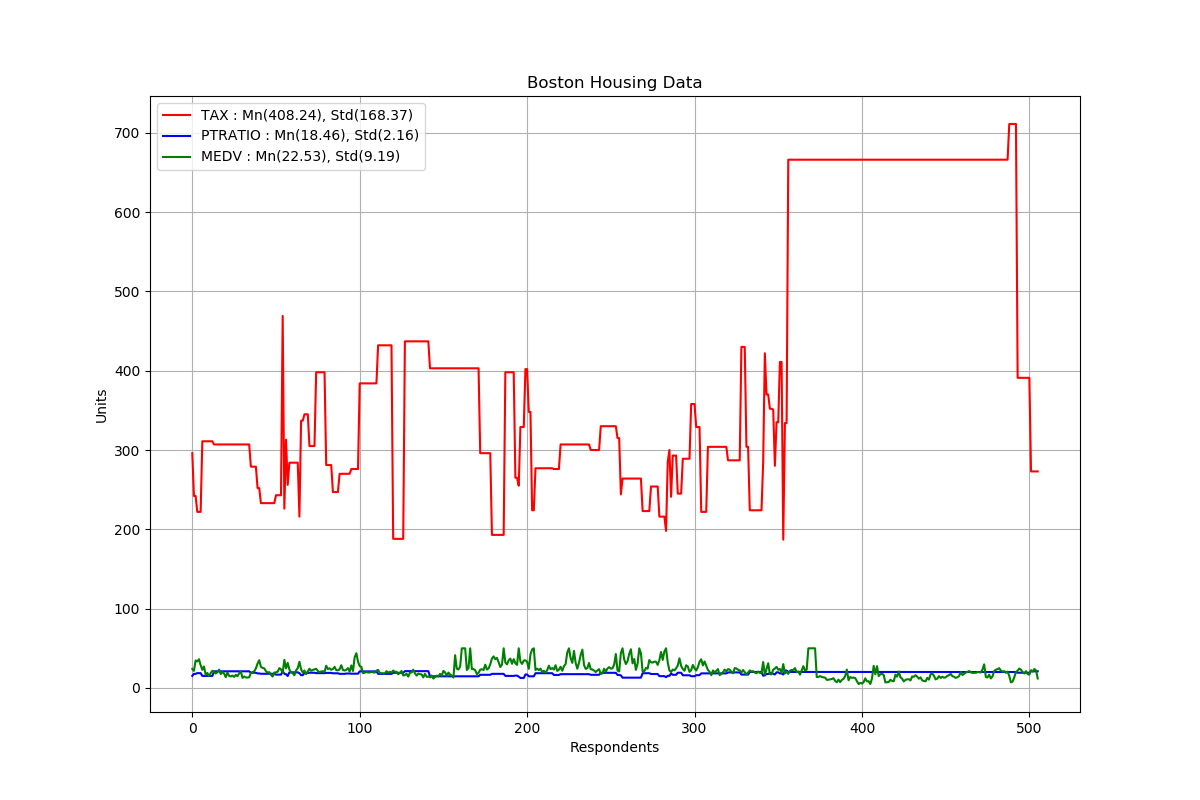 Boston Housing Data
TAX : Mn(408.24), Std(168.37)
PTRATIO : Mn(18.46), Std(2.16)
MEDV : Mn(22.53), Std(9.19)
700
600
500
400
300
200
100
0
Units
0 100 200 300 400 500
Respondents